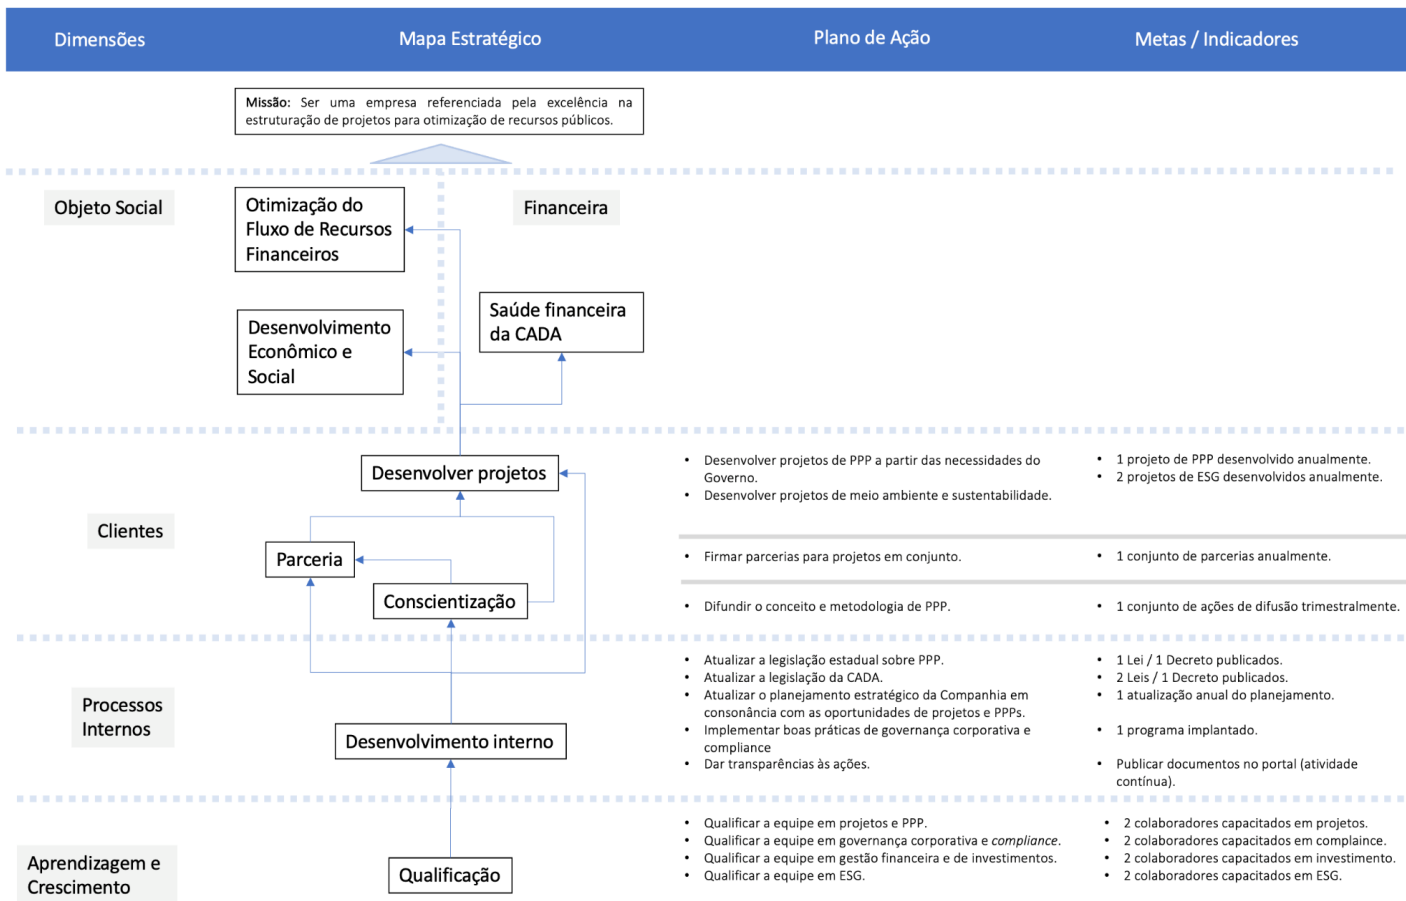 Dimensões
Mapa Estratégico
Plano de Ação
Metas / Indicadores
Missão: Ser uma empresa referenciada pela excelência na
estruturação de projetos para otimização de recursos públicos.
Objeto Social
Otimização do
Fluxo de Recursos
Financeiros
Financeira
Desenvolvimento
Econômico e
Social
Saúde financeira
da CADA
Clientes
Desenvolver projetos
• Desenvolver projetos de PPP a partir das necessidades do
Governo.
• Desenvolver projetos de meio ambiente e sustentabilidade.
• 1 projeto de PPP desenvolvido anualmente.
• 2 projetos de ESG desenvolvidos anualmente.
Parceria
• Firmar parcerias para projetos em conjunto.
• 1 conjunto de parcerias anualmente.
Conscientização
• Difundir o conceito e metodologia de PPP.
• 1 conjunto de ações de difusão trimestralmente.
Processos
Internos
Desenvolvimento interno
• Atualizar a legislação estadual sobre PPP.
• Atualizar a legislação da CADA.
• Atualizar o planejamento estratégico da Companhia em
consonância com as oportunidades de projetos e PPPs.
• Implementar boas práticas de governança corporativa e
compliance
• Dar transparências às ações.
• 1 Lei / 1 Decreto publicados.
• 2 Leis / 1 Decreto publicados.
• 1 atualização anual do planejamento.
• 1 programa implantado.
• Publicar documentos no portal (atividade
contínua).
Aprendizagem e
Crescimento
Qualificação
• Qualificar a equipe em projetos e PPP.
• Qualificar a equipe em governança corporativa e compliance.
• Qualificar a equipe em gestão financeira e de investimentos.
• Qualificar a equipe em ESG.
• 2 colaboradores capacitados em projetos.
• 2 colaboradores capacitados em complaince.
• 2 colaboradores capacitados em investimento.
• 2 colaboradores capacitados em ESG.